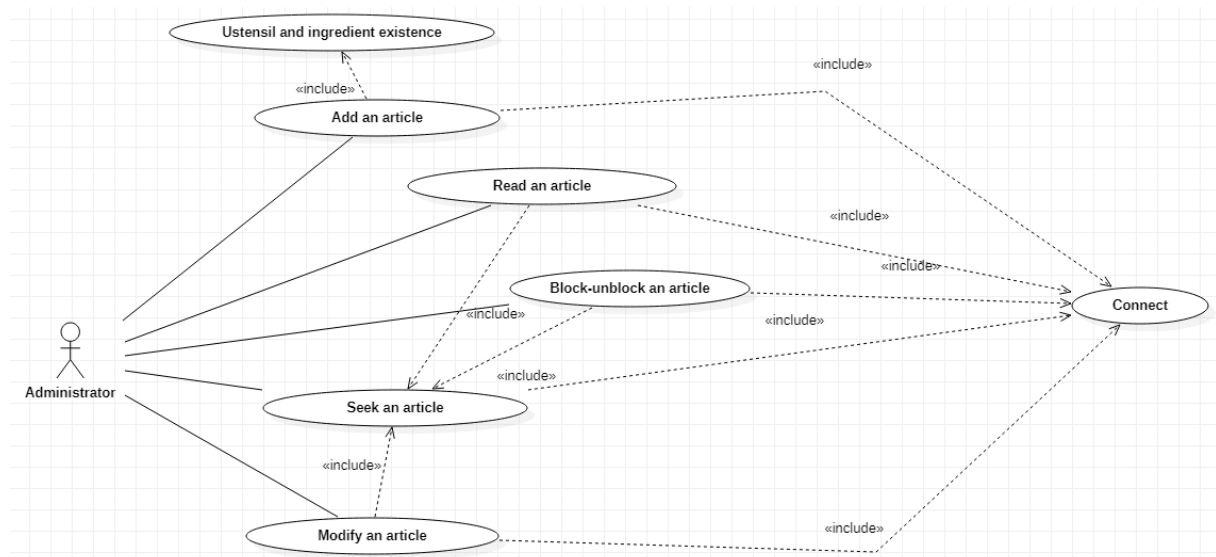 Ustensil and ingredient existence
«include»
«include»
Add an article
Read an article
«include»
«include»
Block-unblock an article
Connect
«include»
«include»
Administrator
«include»
Seek an article
«include»
Modify an article
«include»